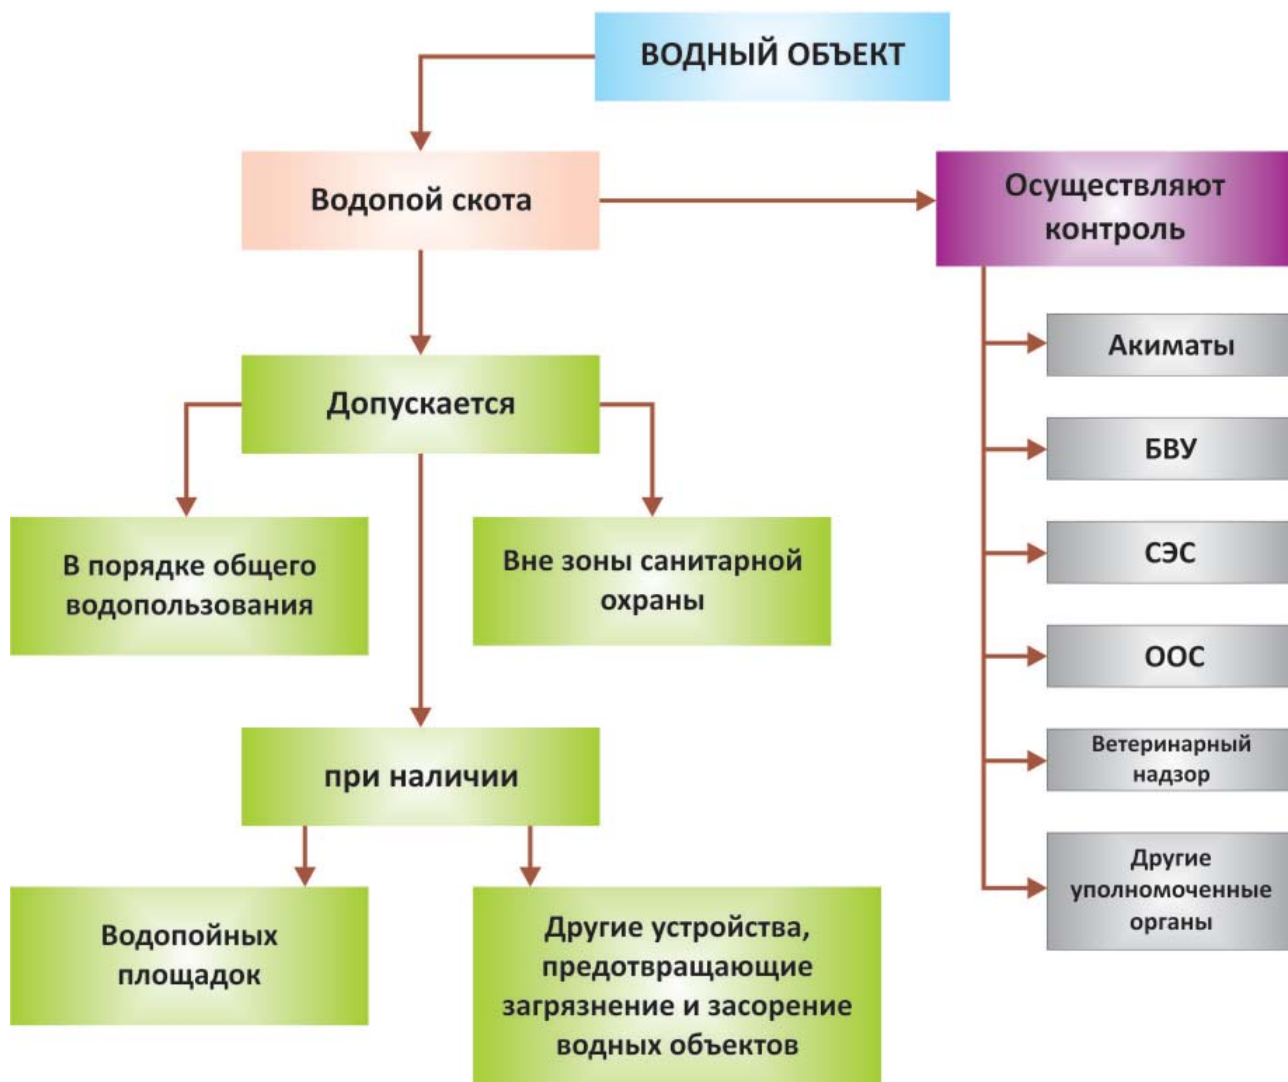 ВОДНЫЙ ОБЪЕКТ
Водопой скота
Осуществляют
контроль
Допускается
В порядке общего
водопользования
Вне зоны санитарной
охраны
при наличии
Водопойных
площадок
Другие устройства,
предотвращающие
загрязнение и засорение
водных объектов
Акиматы
БВУ
СЭС
ООС
Ветеринарный
надзор
Другие
уполномоченные
органы